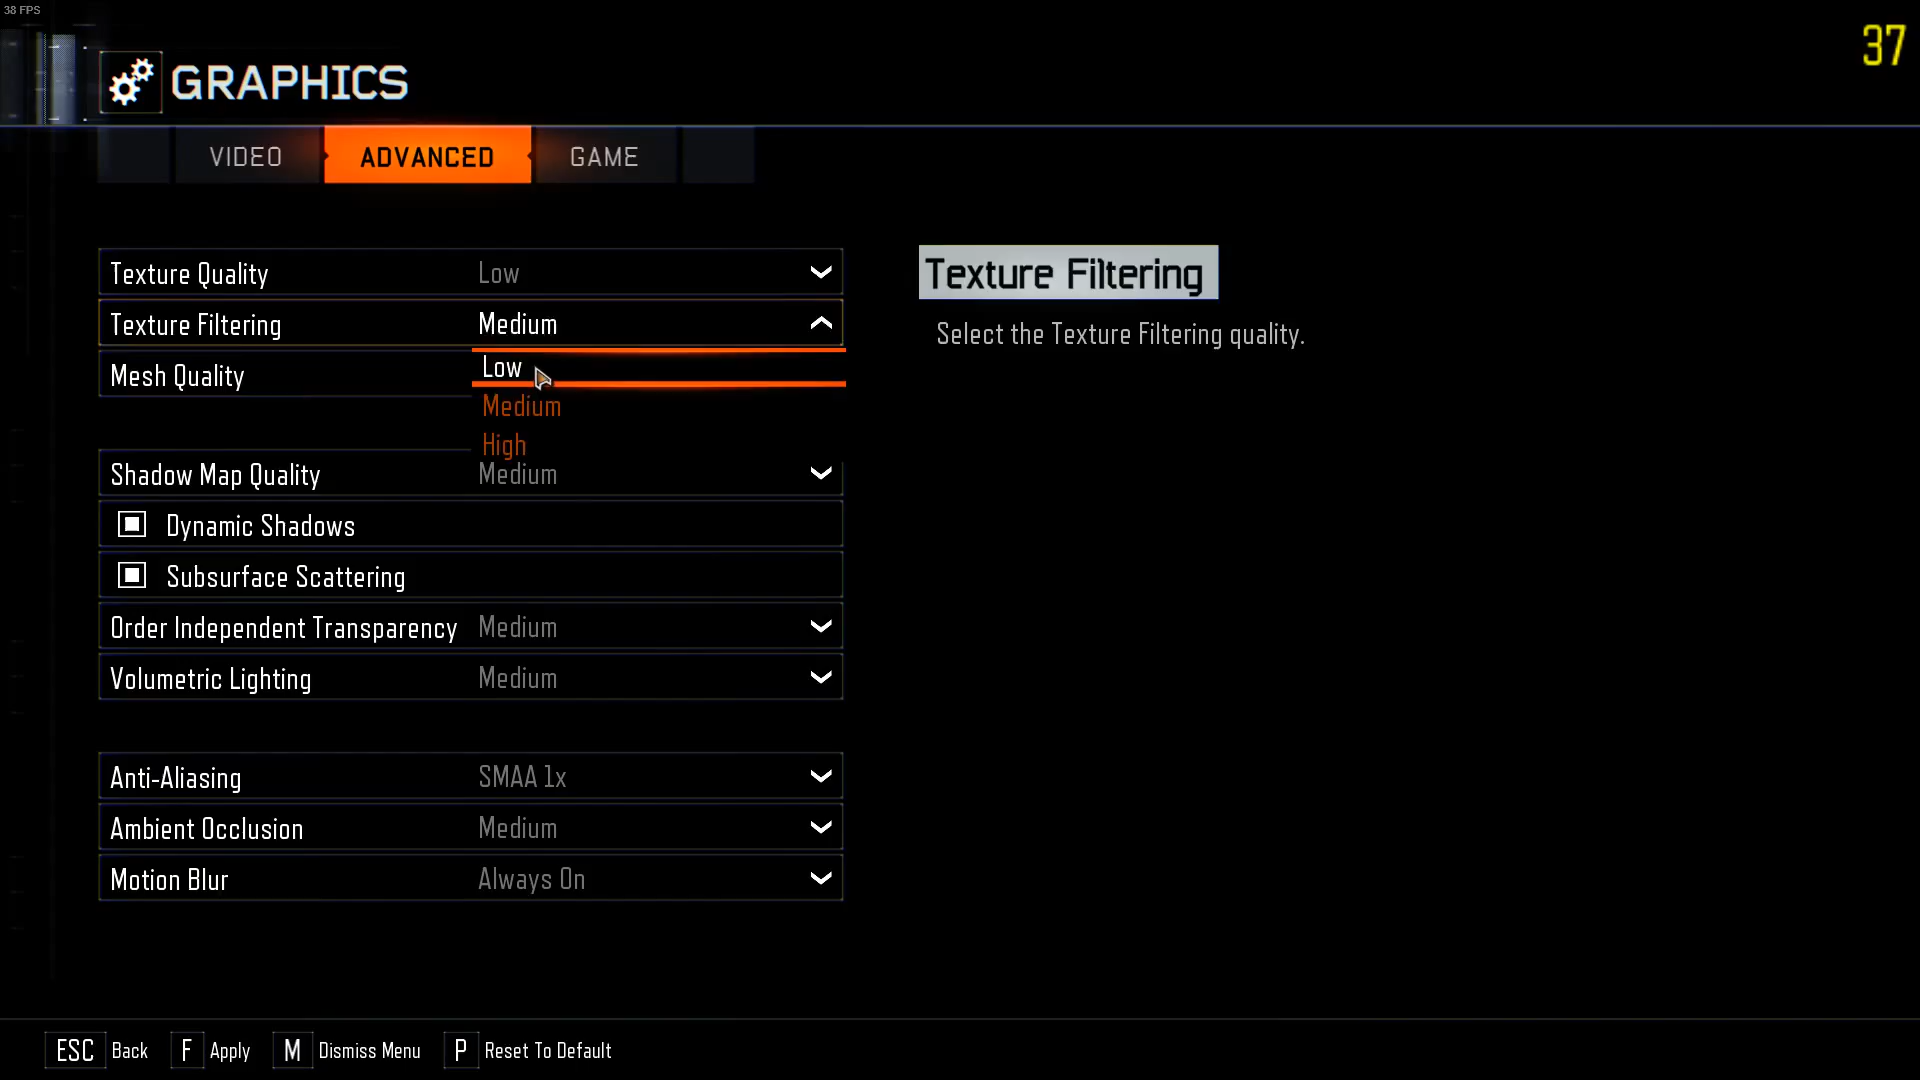 38 FPS
37
GRAPHICS
VIDEO ADVANCED GAME
Texture Quality Low
Texture Filtering Medium
Low
Mesh Quality
Medium
High
Shadow Map Quality Medium
Dynamic Shadows
Subsurface Scattering
Order Independent Transparency Medium
Volumetric Lighting Medium
Anti-Aliasing SMAA 1x
Ambient Occlusion Medium
Motion Blur Always On
Texture Filtering
Select the Texture Filtering quality.
ESC Back F Apply M Dismiss Menu P Reset To Default